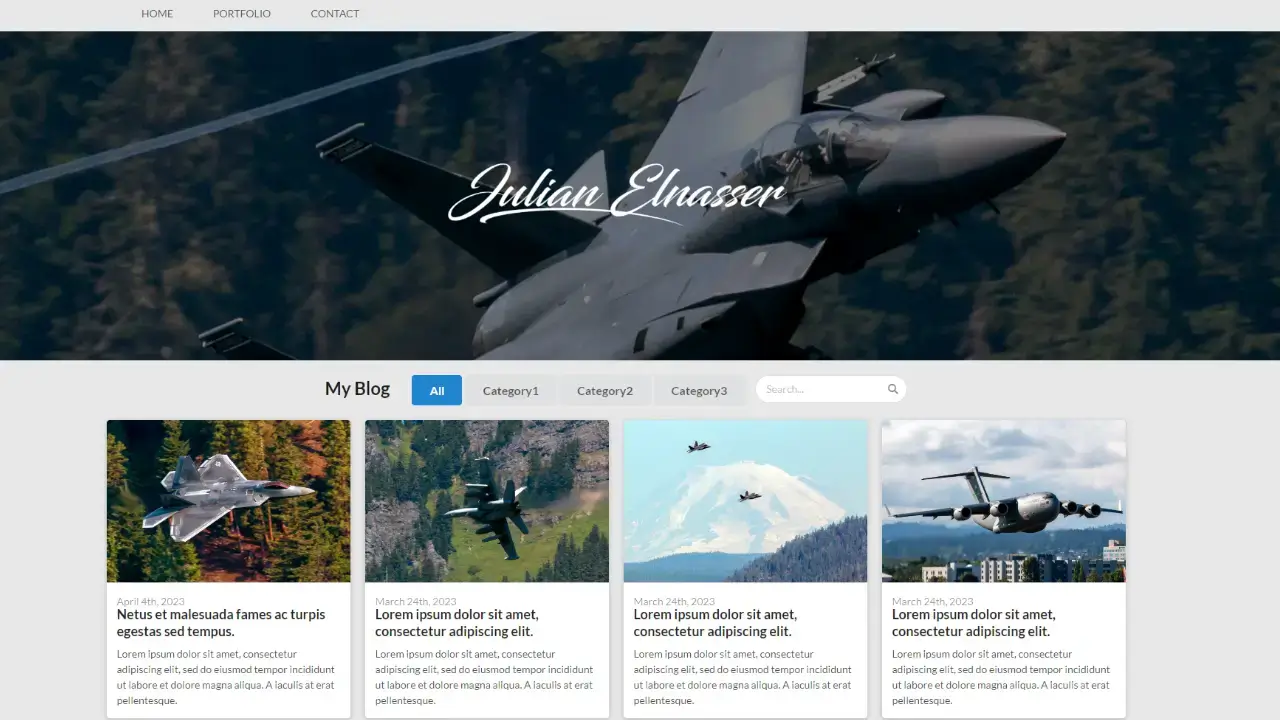 HOME PORTFOLIO CONTACT
Julian Elnasser
My Blog All Category1 Category2 Category3 Search...
April 4th, 2023
Netus et malesuada fames ac turpis
egestas sed tempus.
Lorem ipsum dolor sit amet, consectetur
adipiscing elit, sed do eiusmod tempor incididunt
ut labore et dolore magna aliqua. A iaculis at erat
pellentesque.
March 24th, 2023
Lorem ipsum dolor sit amet,
consectetur adipiscing elit.
Lorem ipsum dolor sit amet, consectetur
adipiscing elit, sed do eiusmod tempor incididunt
ut labore et dolore magna aliqua. A iaculis at erat
pellentesque.
March 24th, 2023
Lorem ipsum dolor sit amet,
consectetur adipiscing elit.
Lorem ipsum dolor sit amet, consectetur
adipiscing elit, sed do eiusmod tempor incididunt
ut labore et dolore magna aliqua. A iaculis at erat
pellentesque.
March 24th, 2023
Lorem ipsum dolor sit amet,
consectetur adipiscing elit.
Lorem ipsum dolor sit amet, consectetur
adipiscing elit, sed do eiusmod tempor incididunt
ut labore et dolore magna aliqua. A iaculis at erat
pellentesque.